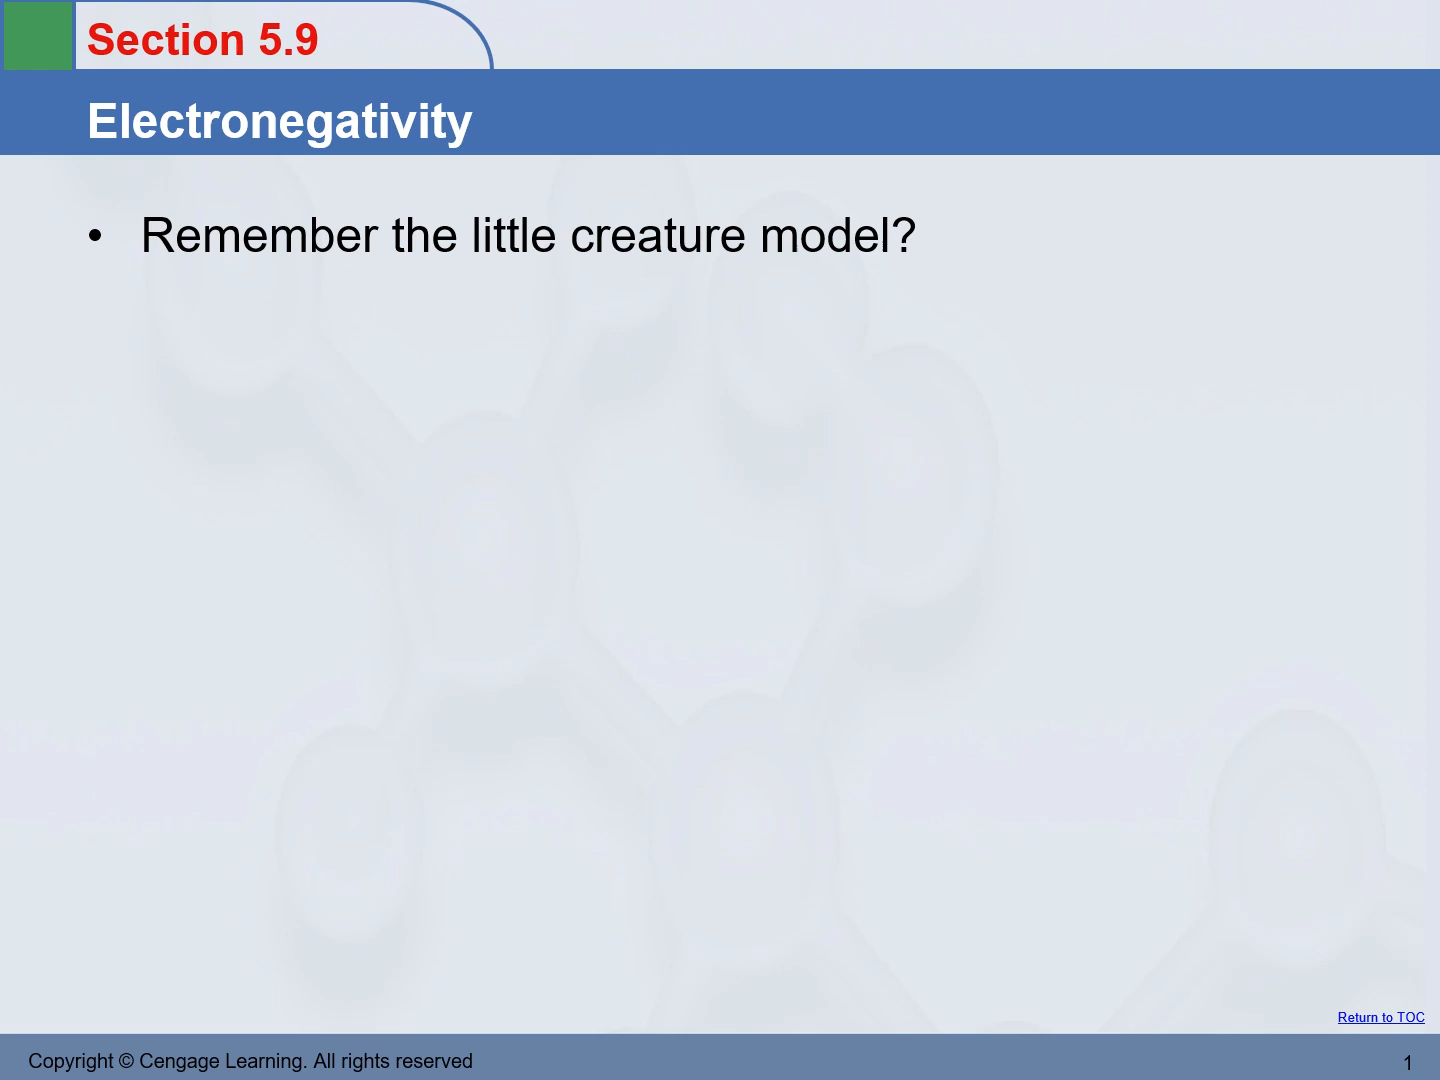 Section 5.9
Electronegativity
• Remember the little creature model?
Return to TOC
Copyright © Cengage Learning. All rights reserved
1